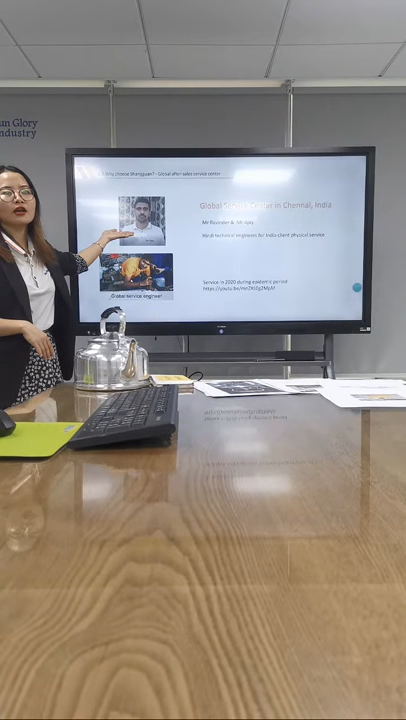 un Glory
ndustry
Why choose Shangguan? - Global after-sales service center
Global Service Center in Chennai, India
Mr Ravinder & Mr Ajay
technical engineers for India client physical service
Service in 2020 during epidemic period
Global service engineer